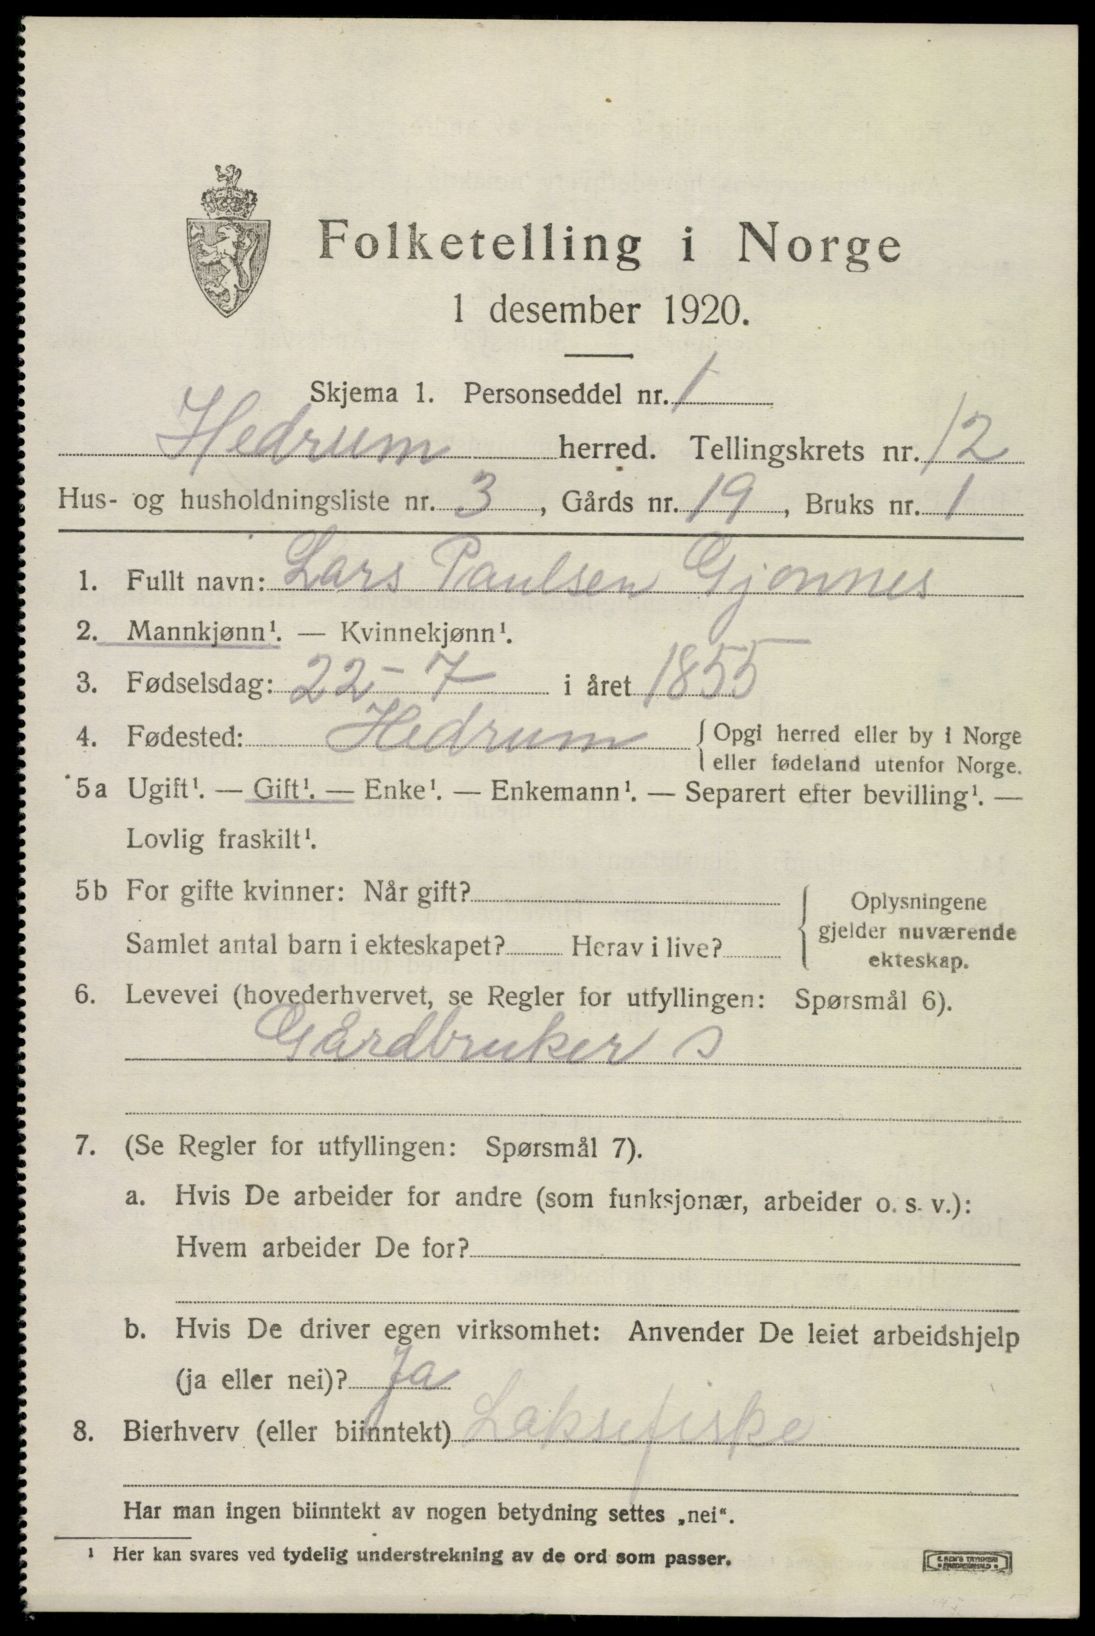 Folketelling i Norge
1 desember 1920.
Skjema 1. Personseddel nr. 1
Hedrum herred. Tellingskrets nr. 12
Hus- og husholdningsliste nr. 3, Gårds nr. 19, Bruks nr. 1
1. Fullt navn: Lars Paulsen Gjønnes
2. Mannkjønn¹. — Kvinnekjønn¹.
3. Fødselsdag: 22-7 i året 1855
4. Fødested: Hedrum {Opgi herred eller by i Norge
eller fødeland utenfor Norge.
5a Ugift¹. — Gift¹. — Enke¹. — Enkemann¹. — Separert efter bevilling¹. —
Lovlig fraskilt¹.
5b For gifte kvinner: Når gift?
Samlet antal barn i ekteskapet? Herav i live?
{Oplysningene
gjelder nuværende
ekteskap.
6. Levevei (hovederhvervet, se Regler for utfyllingen: Spørsmål 6).
Gårdbruker s
7. (Se Regler for utfyllingen: Spørsmål 7).
a. Hvis De arbeider for andre (som funksjonær, arbeider o. s. v.):
Hvem arbeider De for?
b. Hvis De driver egen virksomhet: Anvender De leiet arbeidshjelp
(ja eller nei)? Ja
8. Bierhverv (eller biinntekt) Laksefiske
Har man ingen biinntekt av nogen betydning settes „nei“.
¹ Her kan svares ved tydelig understrekning av de ord som passer.